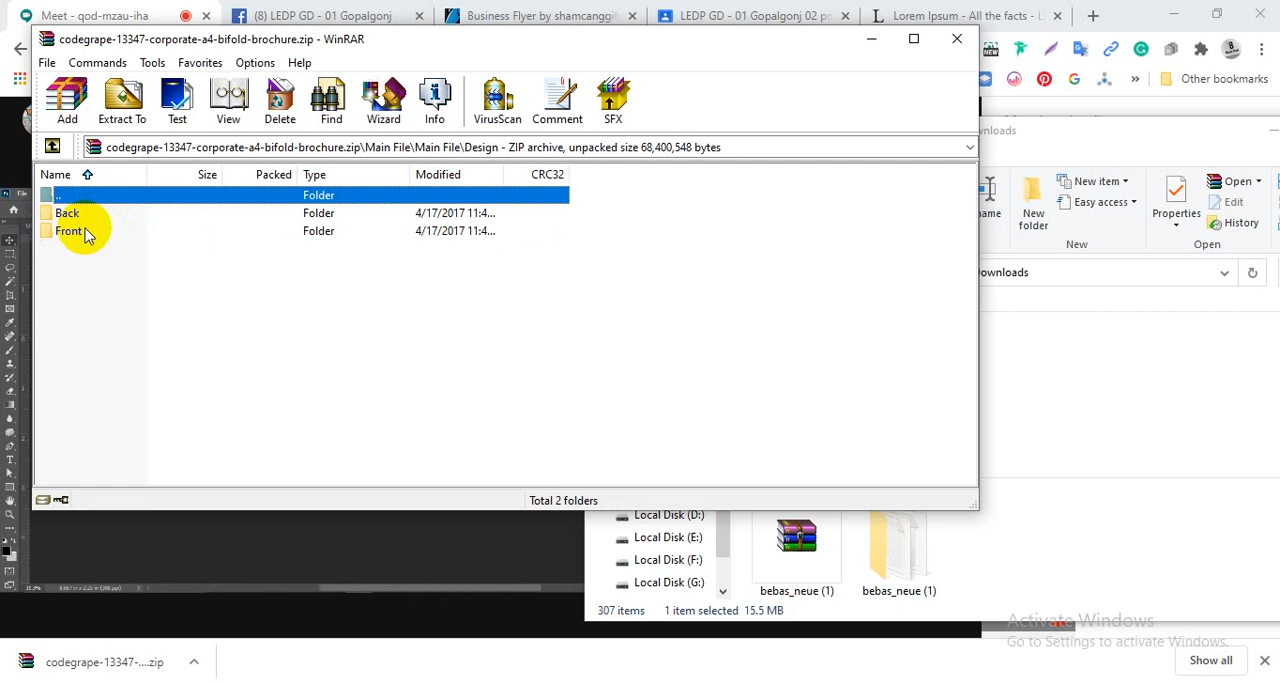 Meet - qod-mzau-iha
(8) LEDP GD - 01 Gopalgonj
Business Flyer by shamcanggih
LEDP GD - 01 Gopalgonj 02 pm
Lorem Ipsum - All the facts - L
codegrape-13347-corporate-a4-bifold-brochure.zip - WinRAR
File Commands Tools Favorites Options Help
NEW
Other bookmarks
Add Extract To Test View Delete Find Wizard Info VirusScan Comment SFX
codegrape-13347-corporate-a4-bifold-brochure.zip\Main File\Main File\Design - ZIP archive, unpacked size 68,400,548 bytes
Name Size Packed Type Modified CRC32
.. Folder
Back Folder 4/17/2017 11:4...
Front Folder 4/17/2017 11:4...
Total 2 folders
File
nloads
name
New folder
New item
Easy access
New
Properties
Open
Edit
History
Open
ownloads
Local Disk (D:)
Local Disk (E:)
Local Disk (F:)
Local Disk (G:)
bebas_neue (1)
bebas_neue (1)
307 items 1 item selected 15.5 MB
Activate Windows
Go to Settings to activate Windows.
codegrape-13347-....zip
Show all